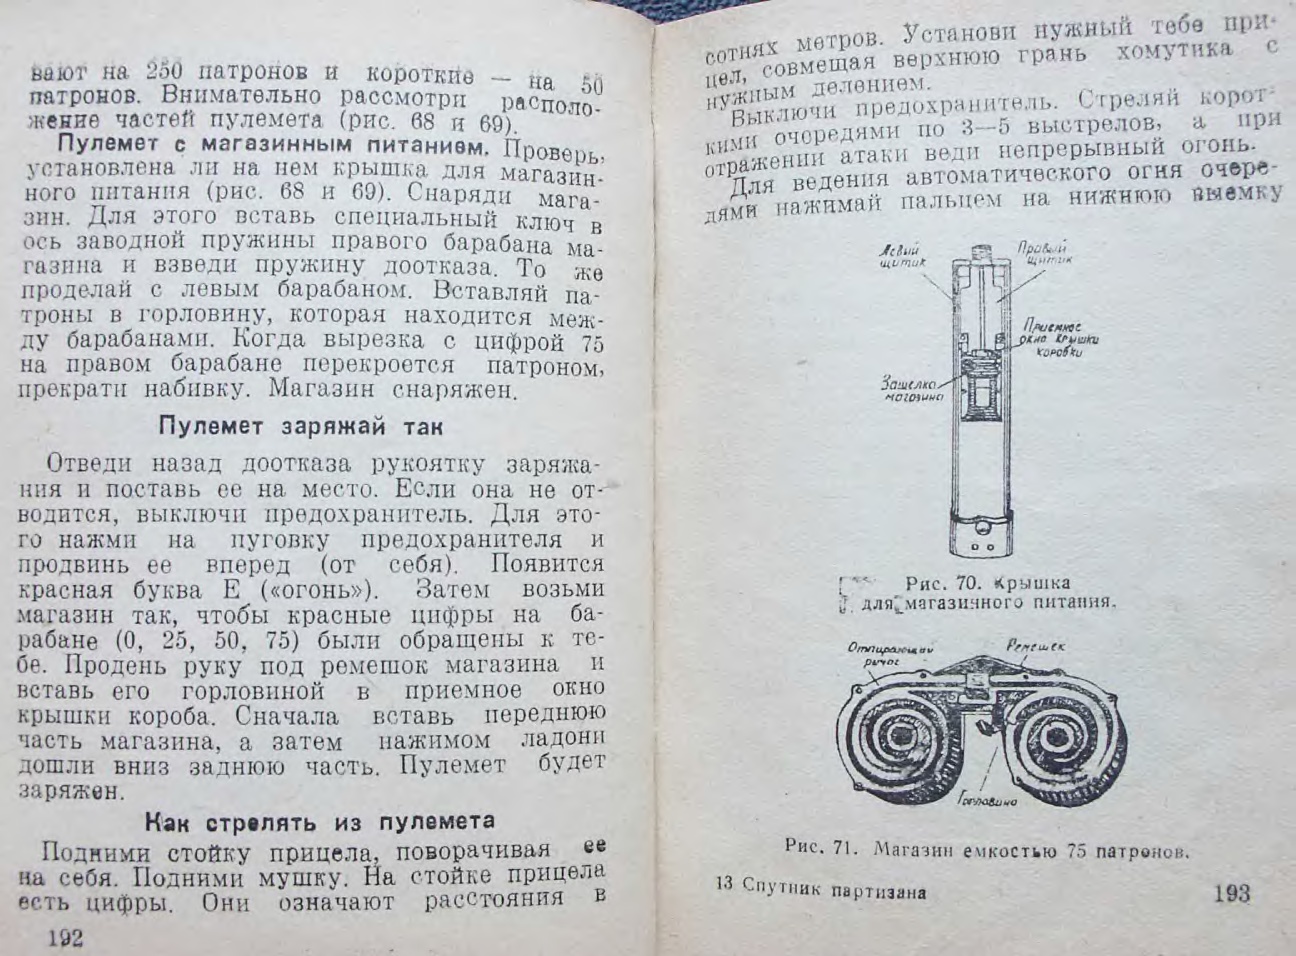 вают на 250 патронов и короткие — на 50
патронов. Внимательно рассмотри располо-
жение частей пулемета (рис. 68 и 69).
Пулемет с магазинным питанием. Проверь,
установлена ли на нем крышка для магазин-
ного питания (рис. 68 и 69). Снаряди мага-
зин. Для этого вставь специальный ключ в
ось заводной пружины правого барабана ма-
газина и взведи пружину доотказа. То же
проделай с левым барабаном. Вставляй па-
троны в горловину, которая находится меж-
ду барабанами. Когда вырезка с цифрой 75
на правом барабане перекроется патроном,
прекрати набивку. Магазин снаряжен.
Пулемет заряжай так
Отведи назад доотказа рукоятку заряжа-
ния и поставь ее на место. Если она не от-
водится, выключи предохранитель. Для это-
го нажми на пуговку предохранителя и
продвинь ее вперед (от себя). Появится
красная буква Е («огонь»). Затем возьми
магазин так, чтобы красные цифры на ба-
рабане (0, 25, 50, 75) были обращены к те-
бе. Продень руку под ремешок магазина и
вставь его горловиной в приемное окно
крышки короба. Сначала вставь переднюю
часть магазина, а затем нажимом ладони
дошли вниз заднюю часть. Пулемет будет
заряжен.
Как стрелять из пулемета
Подними стойку прицела, поворачивая ее
на себя. Подними мушку. На стойке прицела
есть цифры. Они означают расстояния в
192
сотнях метров. Установи нужный тебе при-
цел, совмещая верхнюю грань хомутика с
нужным делением.
Выключи предохранитель. Стреляй корот-
кими очередями по 3—5 выстрелов, а при
отражении атаки веди непрерывный огонь.
Для ведения автоматического огня очере-
дями нажимай пальцем на нижнюю выемку
Левый
щитик
Правый
щитик
Приемное
окно крышки
коробки
Защелка
магазина
Рис. 70. Крышка
для магазинного питания.
Отпирающий
рычаг
Ремешек
Горловина
Рис. 71. Магазин емкостью 75 патронов.
13 Спутник партизана
193